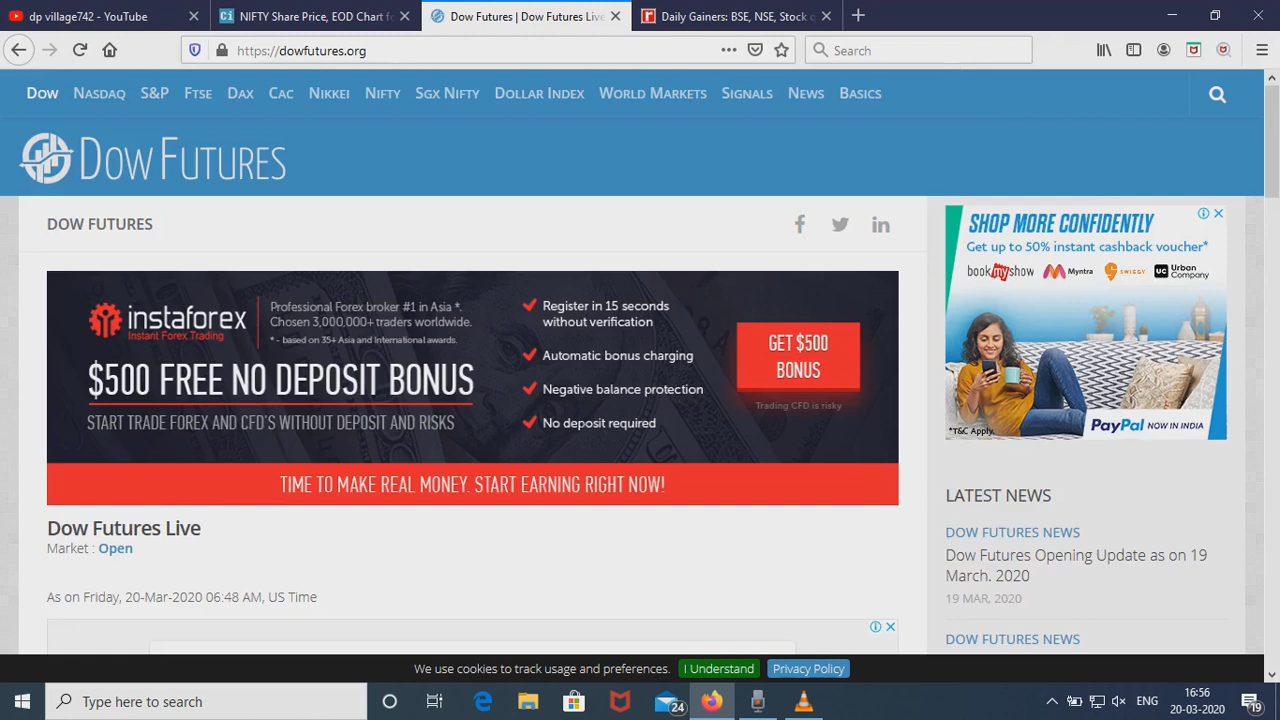 dp village742 - YouTube
NIFTY Share Price, EOD Chart fo
Dow Futures | Dow Futures Live
Daily Gainers: BSE, NSE, Stock q
https://dowfutures.org
Search
Dow Nasdaq S&P Ftse Dax Cac Nikkei Nifty Sgx Nifty Dollar Index World Markets Signals News Basics
Dow Futures
DOW FUTURES
instaforex
Instant Forex Trading
Professional Forex broker #1 in Asia *.
Chosen 3,000,000+ traders worldwide.
* - based on 35+ Asia and International awards.
$500 FREE NO DEPOSIT BONUS
START TRADE FOREX AND CFD'S WITHOUT DEPOSIT AND RISKS
Register in 15 seconds
without verification
Automatic bonus charging
Negative balance protection
No deposit required
GET $500
BONUS
Trading CFD is risky
TIME TO MAKE REAL MONEY. START EARNING RIGHT NOW!
Dow Futures Live
Market : Open
As on Friday, 20-Mar-2020 06:48 AM, US Time
SHOP MORE CONFIDENTLY
Get up to 50% instant cashback voucher*
bookmyshow Myntra SWIGGY UC Urban Company
*T&C Apply.
PayPal NOW IN INDIA
LATEST NEWS
DOW FUTURES NEWS
Dow Futures Opening Update as on 19
March. 2020
19 MAR, 2020
DOW FUTURES NEWS
We use cookies to track usage and preferences. I Understand Privacy Policy
Type here to search
24
ENG
16:56
20-03-2020
19